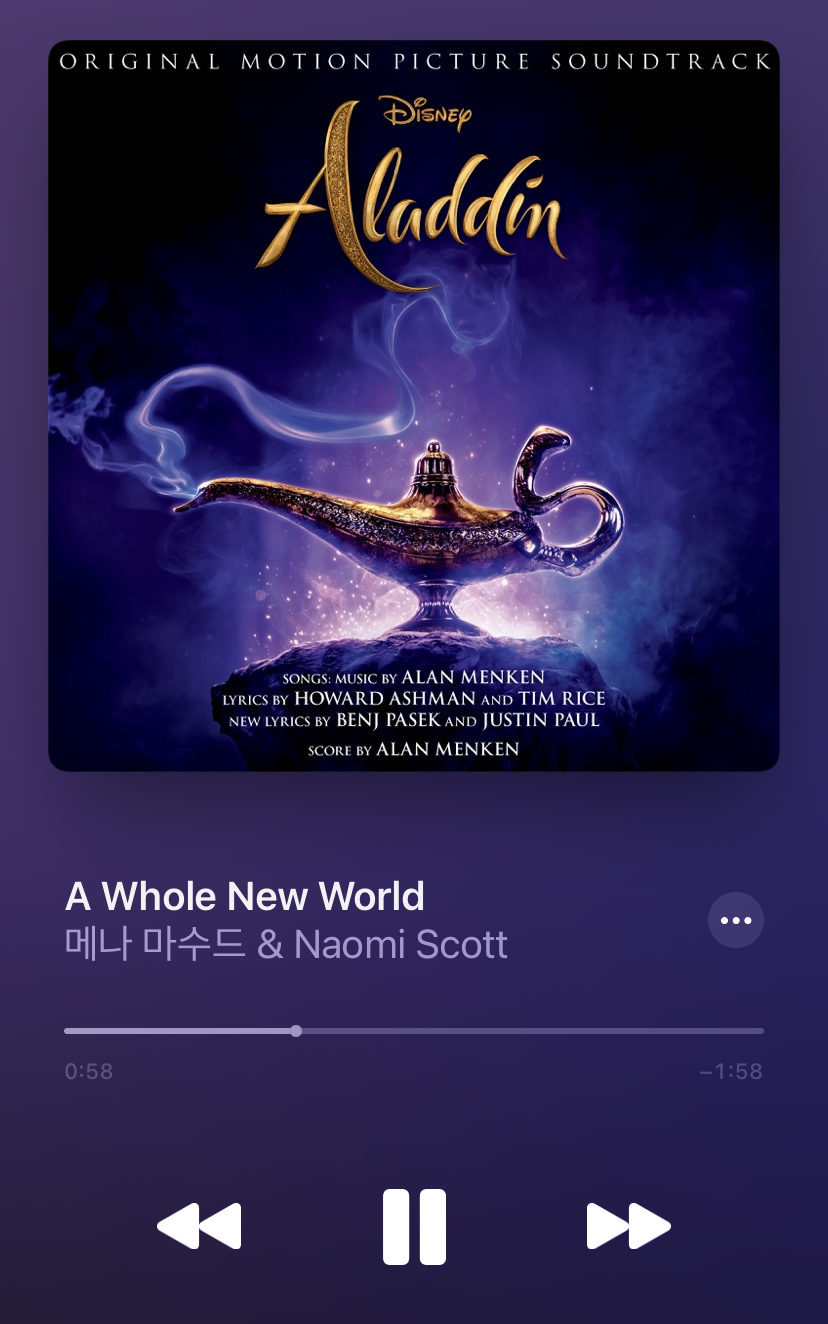 ORIGINAL MOTION PICTURE SOUNDTRACK
DISNEY
Aladdin
SONGS: MUSIC BY ALAN MENKEN
LYRICS BY HOWARD ASHMAN AND TIM RICE
NEW LYRICS BY BENJ PASEK AND JUSTIN PAUL
SCORE BY ALAN MENKEN
A Whole New World
메나 마수드 & Naomi Scott
0:58
−1:58